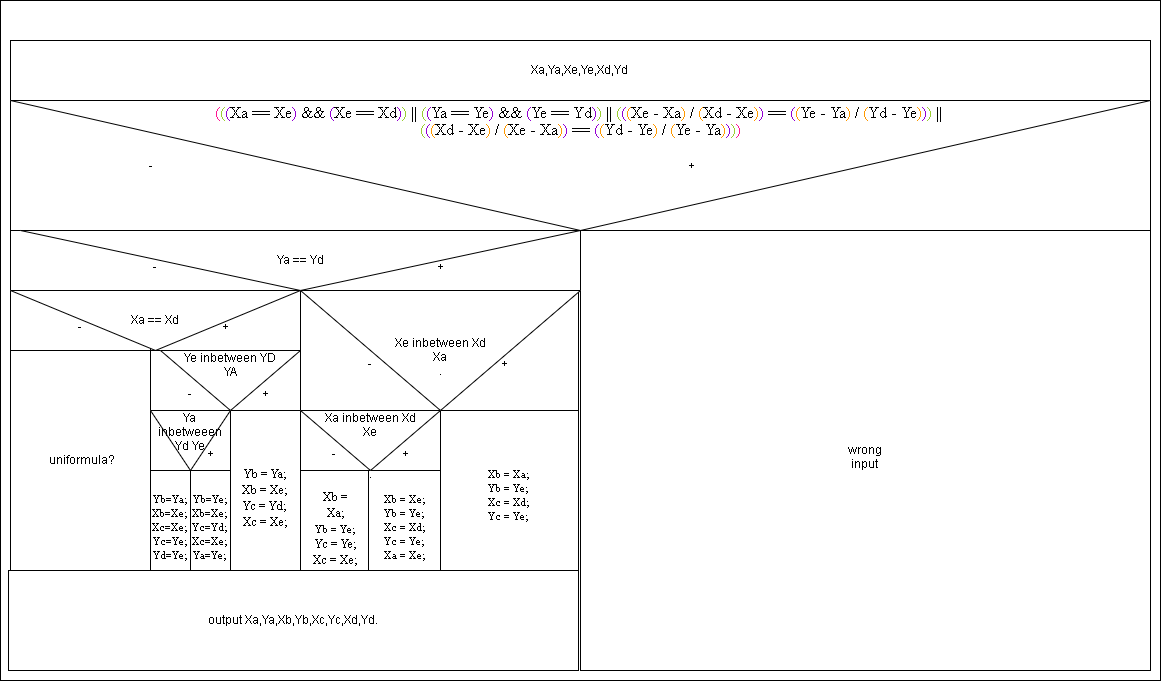 Xa,Ya,Xe,Ye,Xd,Yd
(((Xa == Xe) && (Xe == Xd)) || ((Ya == Ye) && (Ye == Yd)) || (((Xe - Xa) / (Xd - Xe)) == ((Ye - Ya) / (Yd - Ye))) ||
(((Xd - Xe) / (Xe - Xa)) == ((Yd - Ye) / (Ye - Ya))))
-
+
Ya == Yd
-
+
Xa == Xd
-
+
Xe inbetween Xd
Xa
.
-
+
Ye inbetween YD
YA
-
+
Ya
inbetweeen
Yd Ye
+
Xa inbetween Xd
Xe
-
+
.
uniformula?
Yb=Ya;
Xb=Xe;
Xc=Xe;
Yc=Ye;
Yd=Ye;
Yb=Ye;
Xb=Xe;
Yc=Yd;
Xc=Xe;
Ya=Ye;
Yb = Ya;
Xb = Xe;
Yc = Yd;
Xc = Xe;
Xb =
Xa;
Yb = Ye;
Yc = Ye;
Xc = Xe;
Xb = Xe;
Yb = Ye;
Xc = Xd;
Yc = Ye;
Xa = Xe;
Xb = Xa;
Yb = Ye;
Xc = Xd;
Yc = Ye;
wrong
input
output Xa,Ya,Xb,Yb,Xc,Yc,Xd,Yd.